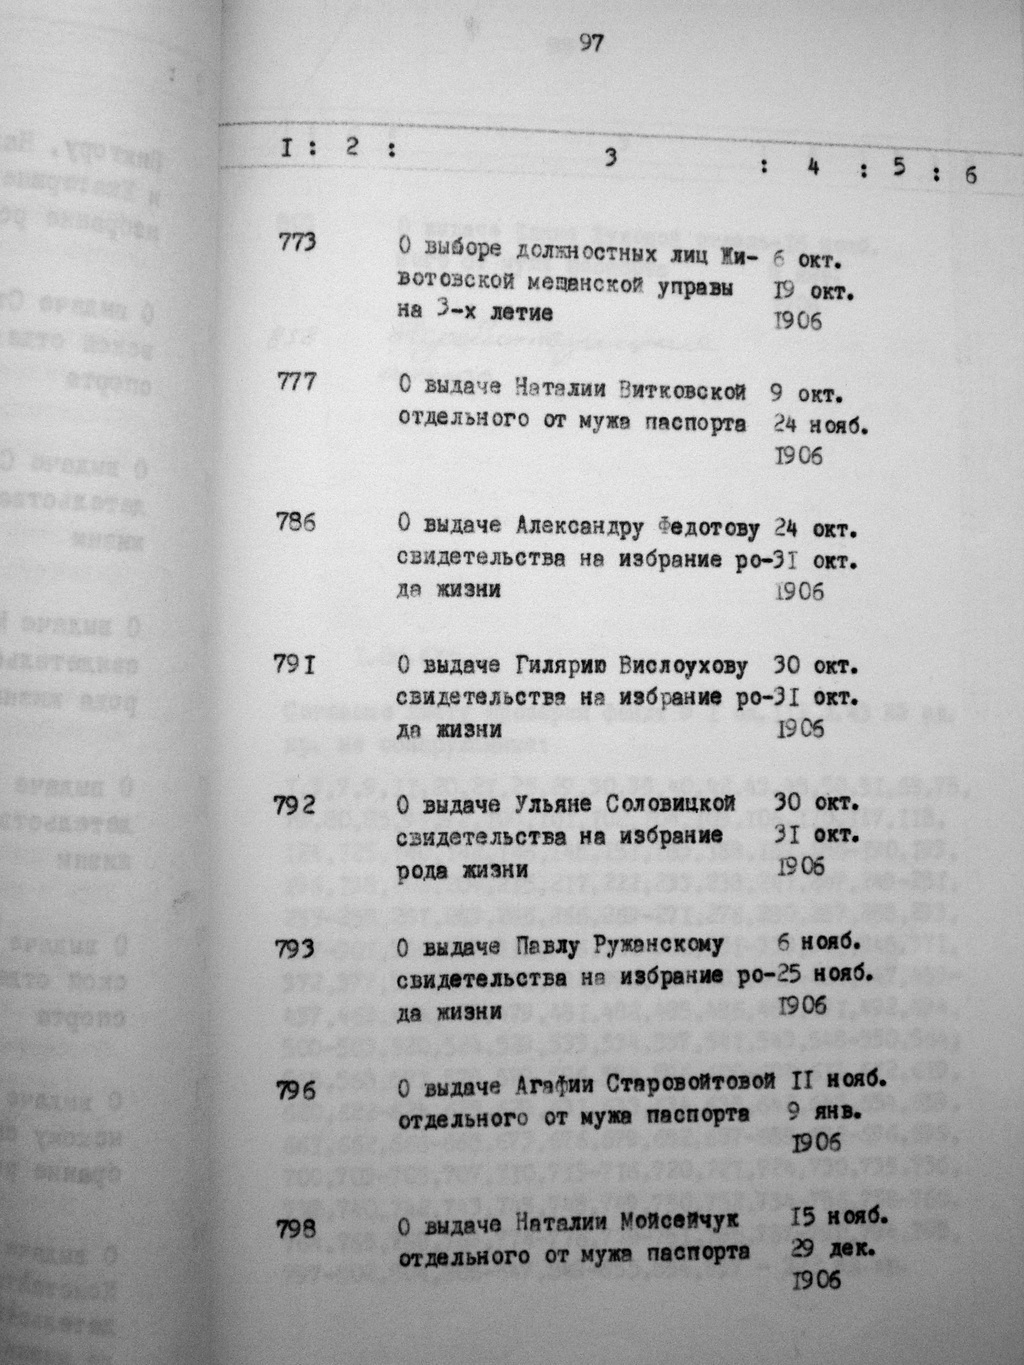 97
I : 2 : 3 : 4 : 5 : 6
773 О выборе должностных лиц Жи- 6 окт.
вотовской мещанской управы 19 окт.
на 3-х летие 1906
777 О выдаче Наталии Витковской 9 окт.
отдельного от мужа паспорта 24 нояб.
1906
786 О выдаче Александру Федотову 24 окт.
свидетельства на избрание ро-31 окт.
да жизни 1906
791 О выдаче Гилярию Вислоухову 30 окт.
свидетельства на избрание ро-31 окт.
да жизни 1906
792 О выдаче Ульяне Соловицкой 30 окт.
свидетельства на избрание 31 окт.
рода жизни 1906
793 О выдаче Павлу Ружанскому 6 нояб.
свидетельства на избрание ро-25 нояб.
да жизни 1906
796 О выдаче Агафии Старовойтовой II нояб.
отдельного от мужа паспорта 9 янв.
1906
798 О выдаче Наталии Мойсейчук 15 нояб.
отдельного от мужа паспорта 29 дек.
1906